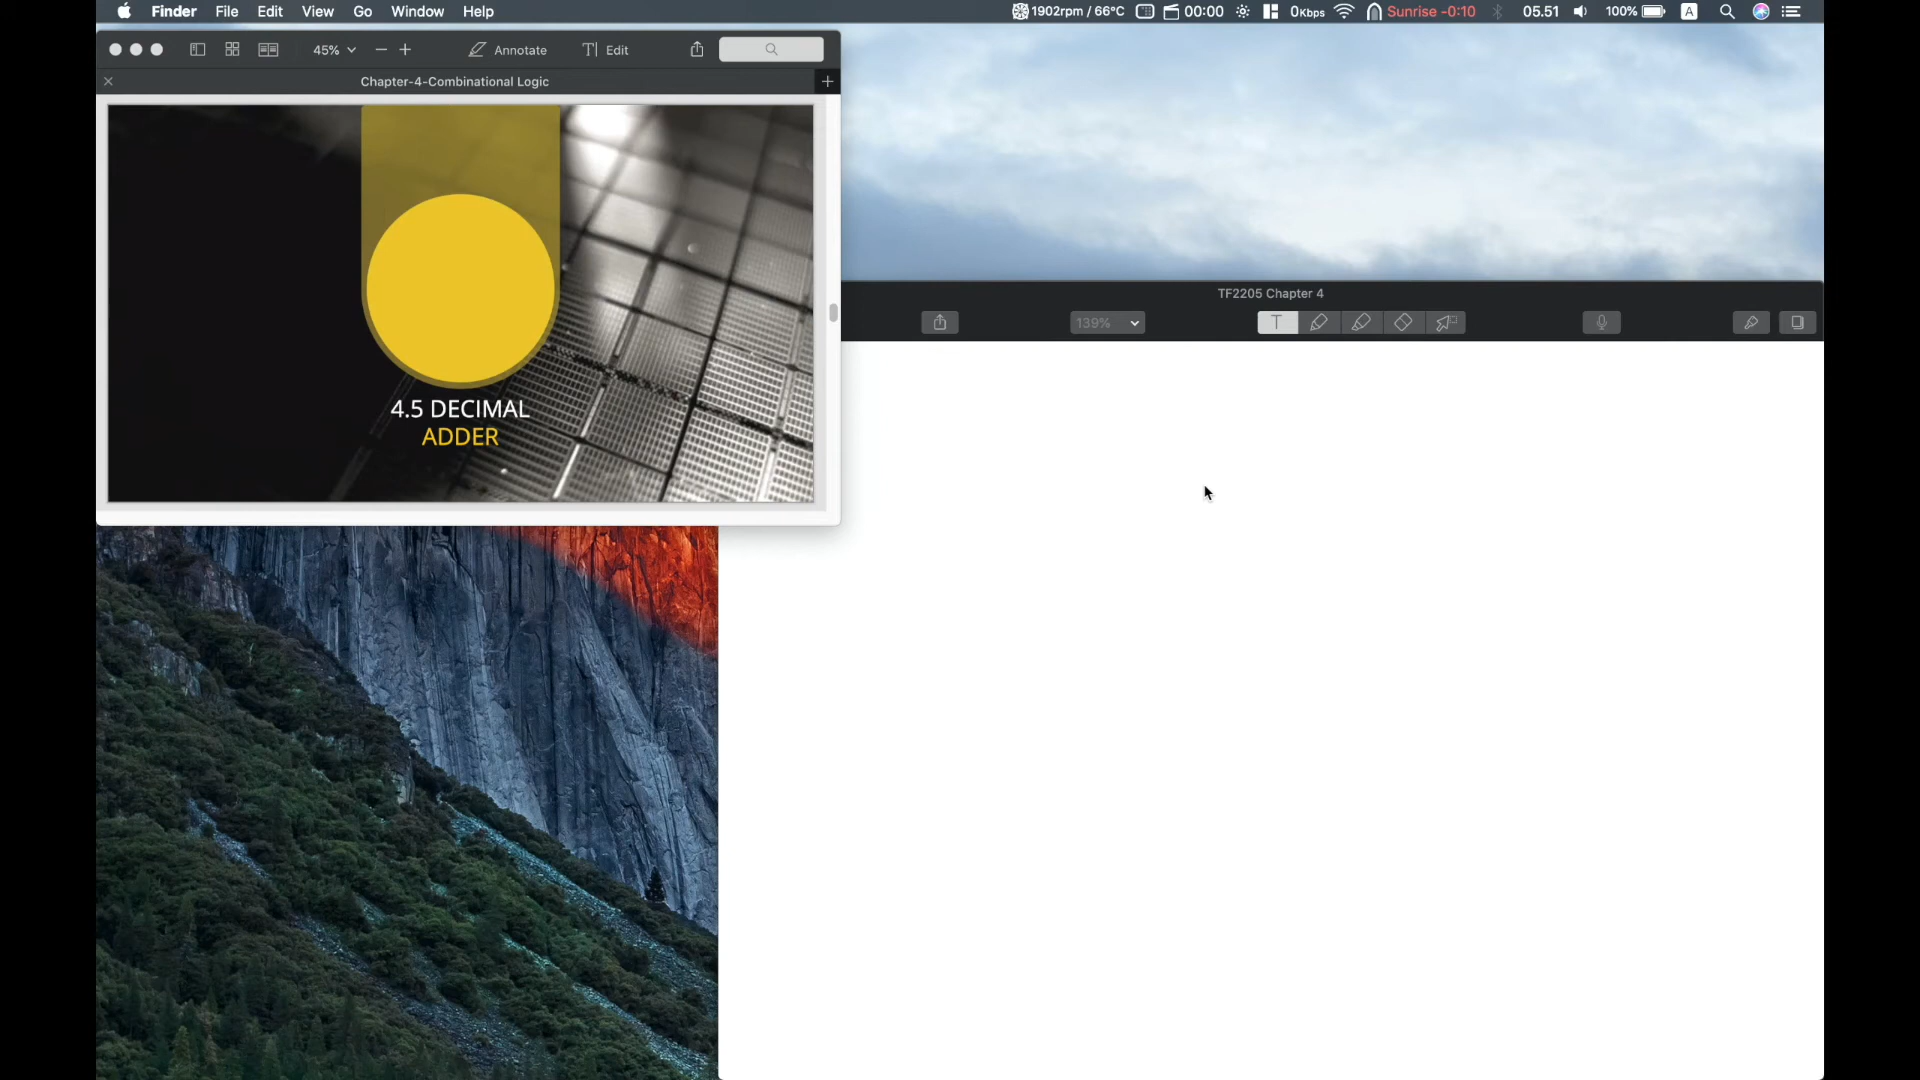 Finder File Edit View Go Window Help 1902rpm / 66°C 00:00 0Kbps Sunrise -0:10 05.51 100% A
45% Annotate Edit
Chapter-4-Combinational Logic
4.5 DECIMAL
ADDER
TF2205 Chapter 4
139% T